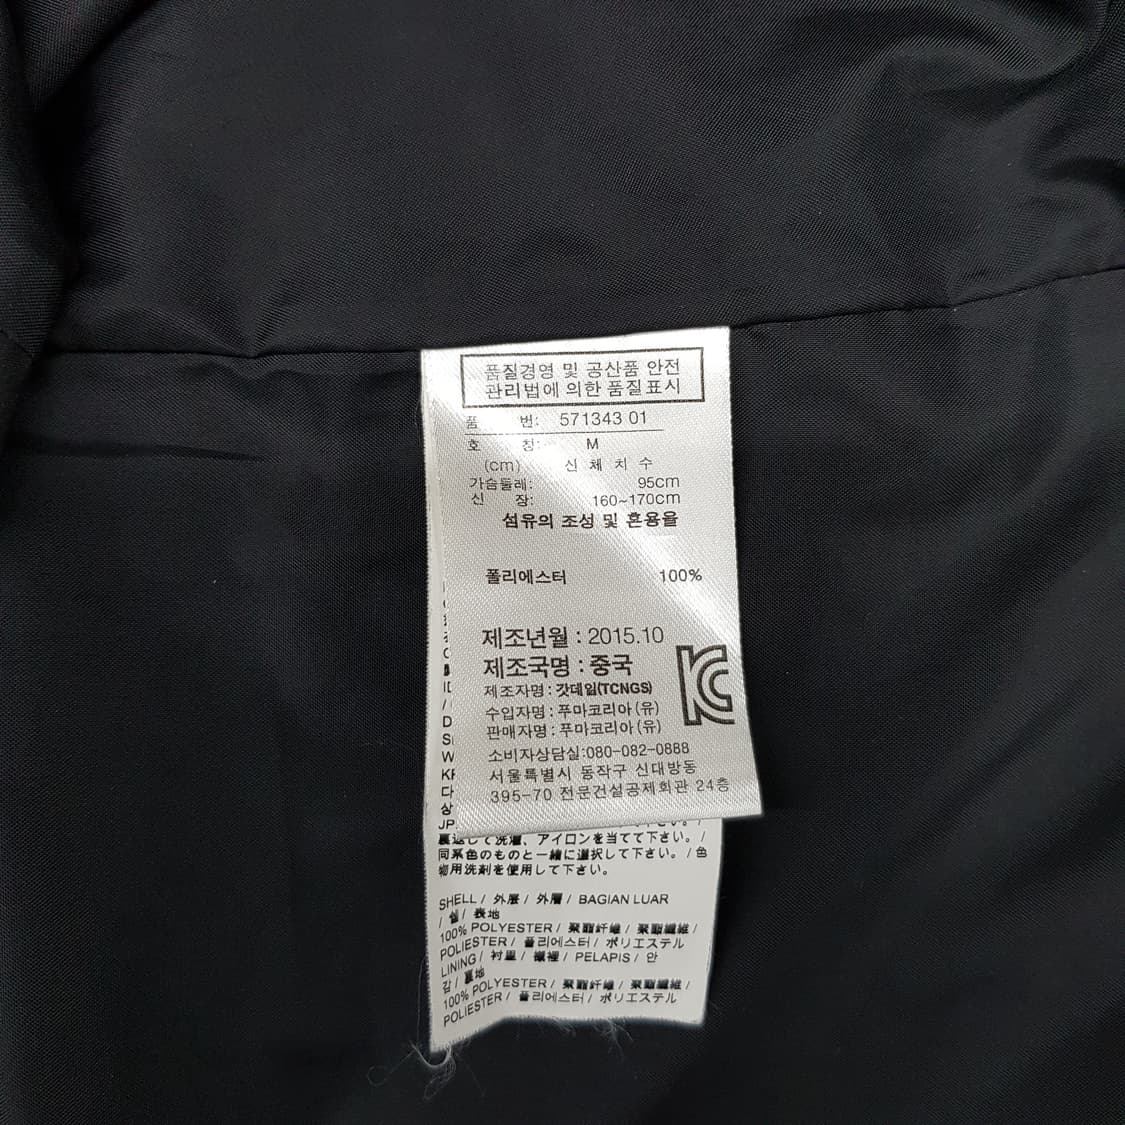 품질경영 및 공산품 안전
관리법에 의한 품질표시
품 번: 571343 01
호 칭: M
(cm) 신 체 치 수
가슴둘레: 95cm
신 장: 160~170cm
섬유의 조성 및 혼용율
폴리에스터 100%
제조년월 : 2015.10
제조국명 : 중국
제조자명 : 갓데일(TCNGS)
수입자명 : 푸마코리아 (유)
판매자명 : 푸마코리아 (유)
소비자상담실:080-082-0888
서울특별시 동작구 신대방동
395-70 전문건설공제회관 24층
裏返して洗濯、アイロンを当てて下さい。/
同系色のものと一緒に選択して下さい。/ 色
物用洗剤を使用して下さい。
SHELL / 外层 / 外層 / BAGIAN LUAR
/ 쉘/ 表地
100% POLYESTER / 聚酯纤维 / 聚酯纖維 /
POLIESTER / 폴리에스터 / ポリエステル
LINING / 衬里 / 襯裡 / PELAPIS / 안
감 / 裏地
100% POLYESTER / 聚酯纤维 / 聚酯纖維 /
POLIESTER / 폴리에스터 / ポリエステル